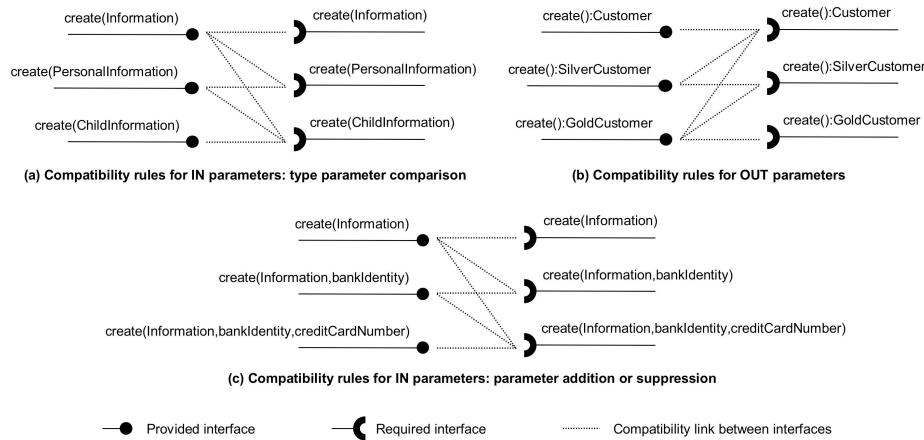 create(Information)
create(Information)
create(PersonalInformation)
create(PersonalInformation)
create(ChildInformation)
create(ChildInformation)
(a) Compatibility rules for IN parameters: type parameter comparison
create():Customer
create():Customer
create():SilverCustomer
create():SilverCustomer
create():GoldCustomer
create():GoldCustomer
(b) Compatibility rules for OUT parameters
create(Information)
create(Information)
create(Information,bankIdentity)
create(Information,bankIdentity)
create(Information,bankIdentity,creditCardNumber)
create(Information,bankIdentity,creditCardNumber)
(c) Compatibility rules for IN parameters: parameter addition or suppression
Provided interface
Required interface
Compatibility link between interfaces